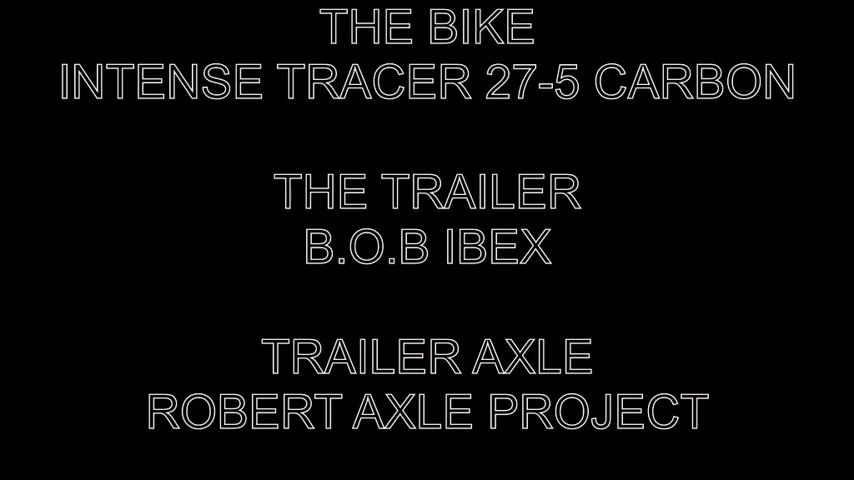 THE BIKE
INTENSE TRACER 27-5 CARBON
THE TRAILER
B.O.B IBEX
TRAILER AXLE
ROBERT AXLE PROJECT